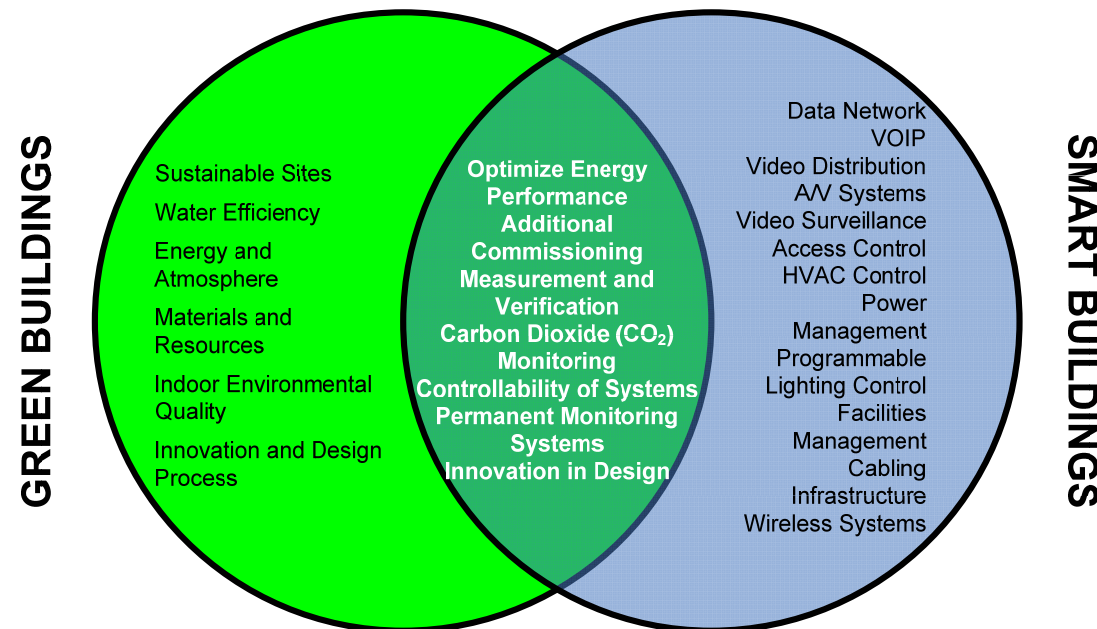 GREEN BUILDINGS
Sustainable Sites
Water Efficiency
Energy and
Atmosphere
Materials and
Resources
Indoor Environmental
Quality
Innovation and Design
Process
Optimize Energy
Performance
Additional
Commissioning
Measurement and
Verification
Carbon Dioxide (CO₂)
Monitoring
Controllability of Systems
Permanent Monitoring
Systems
Innovation in Design
Data Network
VOIP
Video Distribution
A/V Systems
Video Surveillance
Access Control
HVAC Control
Power
Management
Programmable
Lighting Control
Facilities
Management
Cabling
Infrastructure
Wireless Systems
SMART BUILDINGS